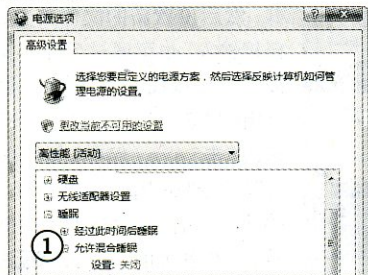 电源选项
高级设置
选择您要自定义的电源方案，然后选择反映计算机如何管
理电源的设置。
更改当前不可用的设置
高性能 [活动]
硬盘
无线适配器设置
睡眠
经过此时间后睡眠
① 允许混合睡眠
设置: 关闭